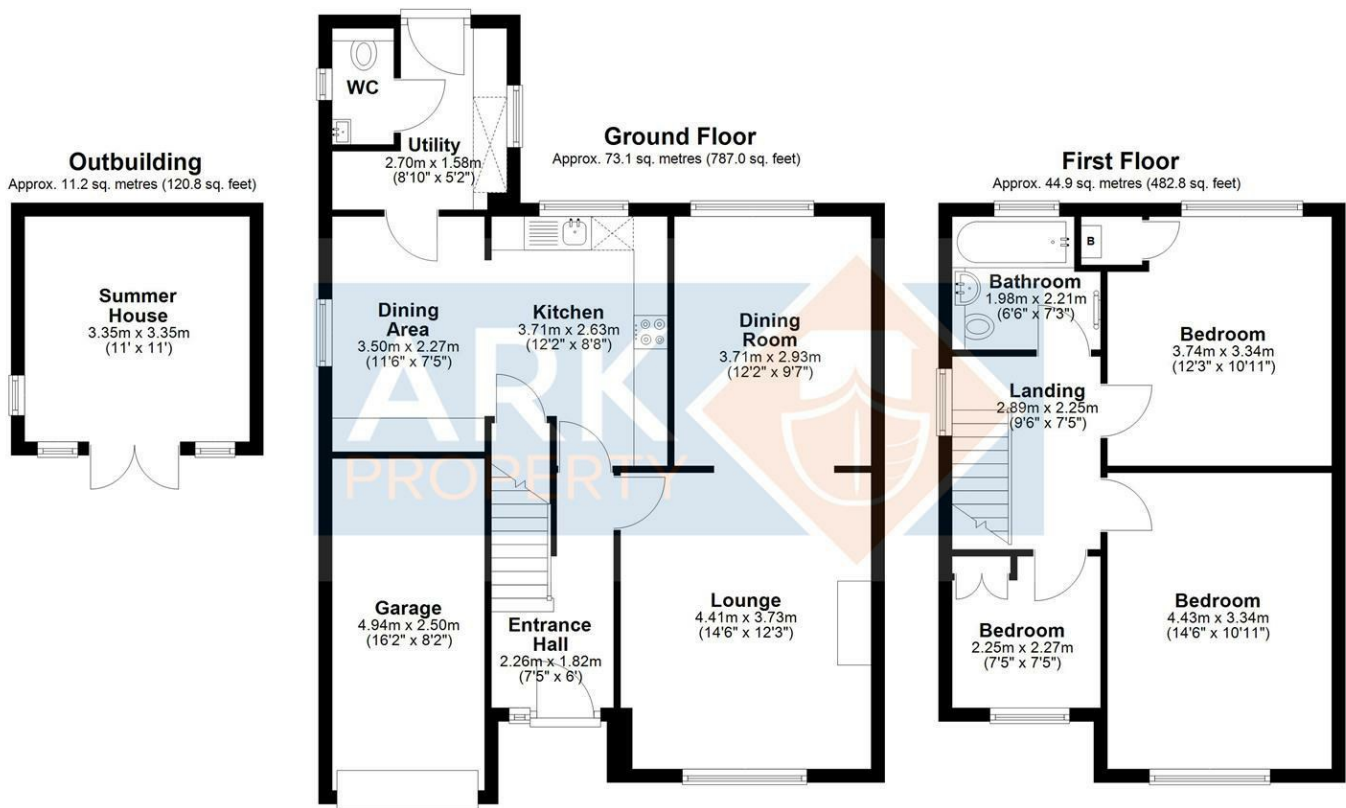 Outbuilding
Approx. 11.2 sq. metres (120.8 sq. feet)
Summer
House
3.35m x 3.35m
(11' x 11')
Ground Floor
Approx. 73.1 sq. metres (787.0 sq. feet)
WC
Utility
2.70m x 1.58m
(8'10" x 5'2")
Dining
Area
3.50m x 2.27m
(11'6" x 7'5")
Kitchen
3.71m x 2.63m
(12'2" x 8'8")
Dining
Room
3.71m x 2.93m
(12'2" x 9'7")
Garage
4.94m x 2.50m
(16'2" x 8'2")
Entrance
Hall
2.26m x 1.82m
(7'5" x 6')
Lounge
4.41m x 3.73m
(14'6" x 12'3")
First Floor
Approx. 44.9 sq. metres (482.8 sq. feet)
B
Bathroom
1.98m x 2.21m
(6'6" x 7'3")
Bedroom
3.74m x 3.34m
(12'3" x 10'11")
Landing
2.89m x 2.25m
(9'6" x 7'5")
Bedroom
2.25m x 2.27m
(7'5" x 7'5")
Bedroom
4.43m x 3.34m
(14'6" x 10'11")
ARK
PROPERTY